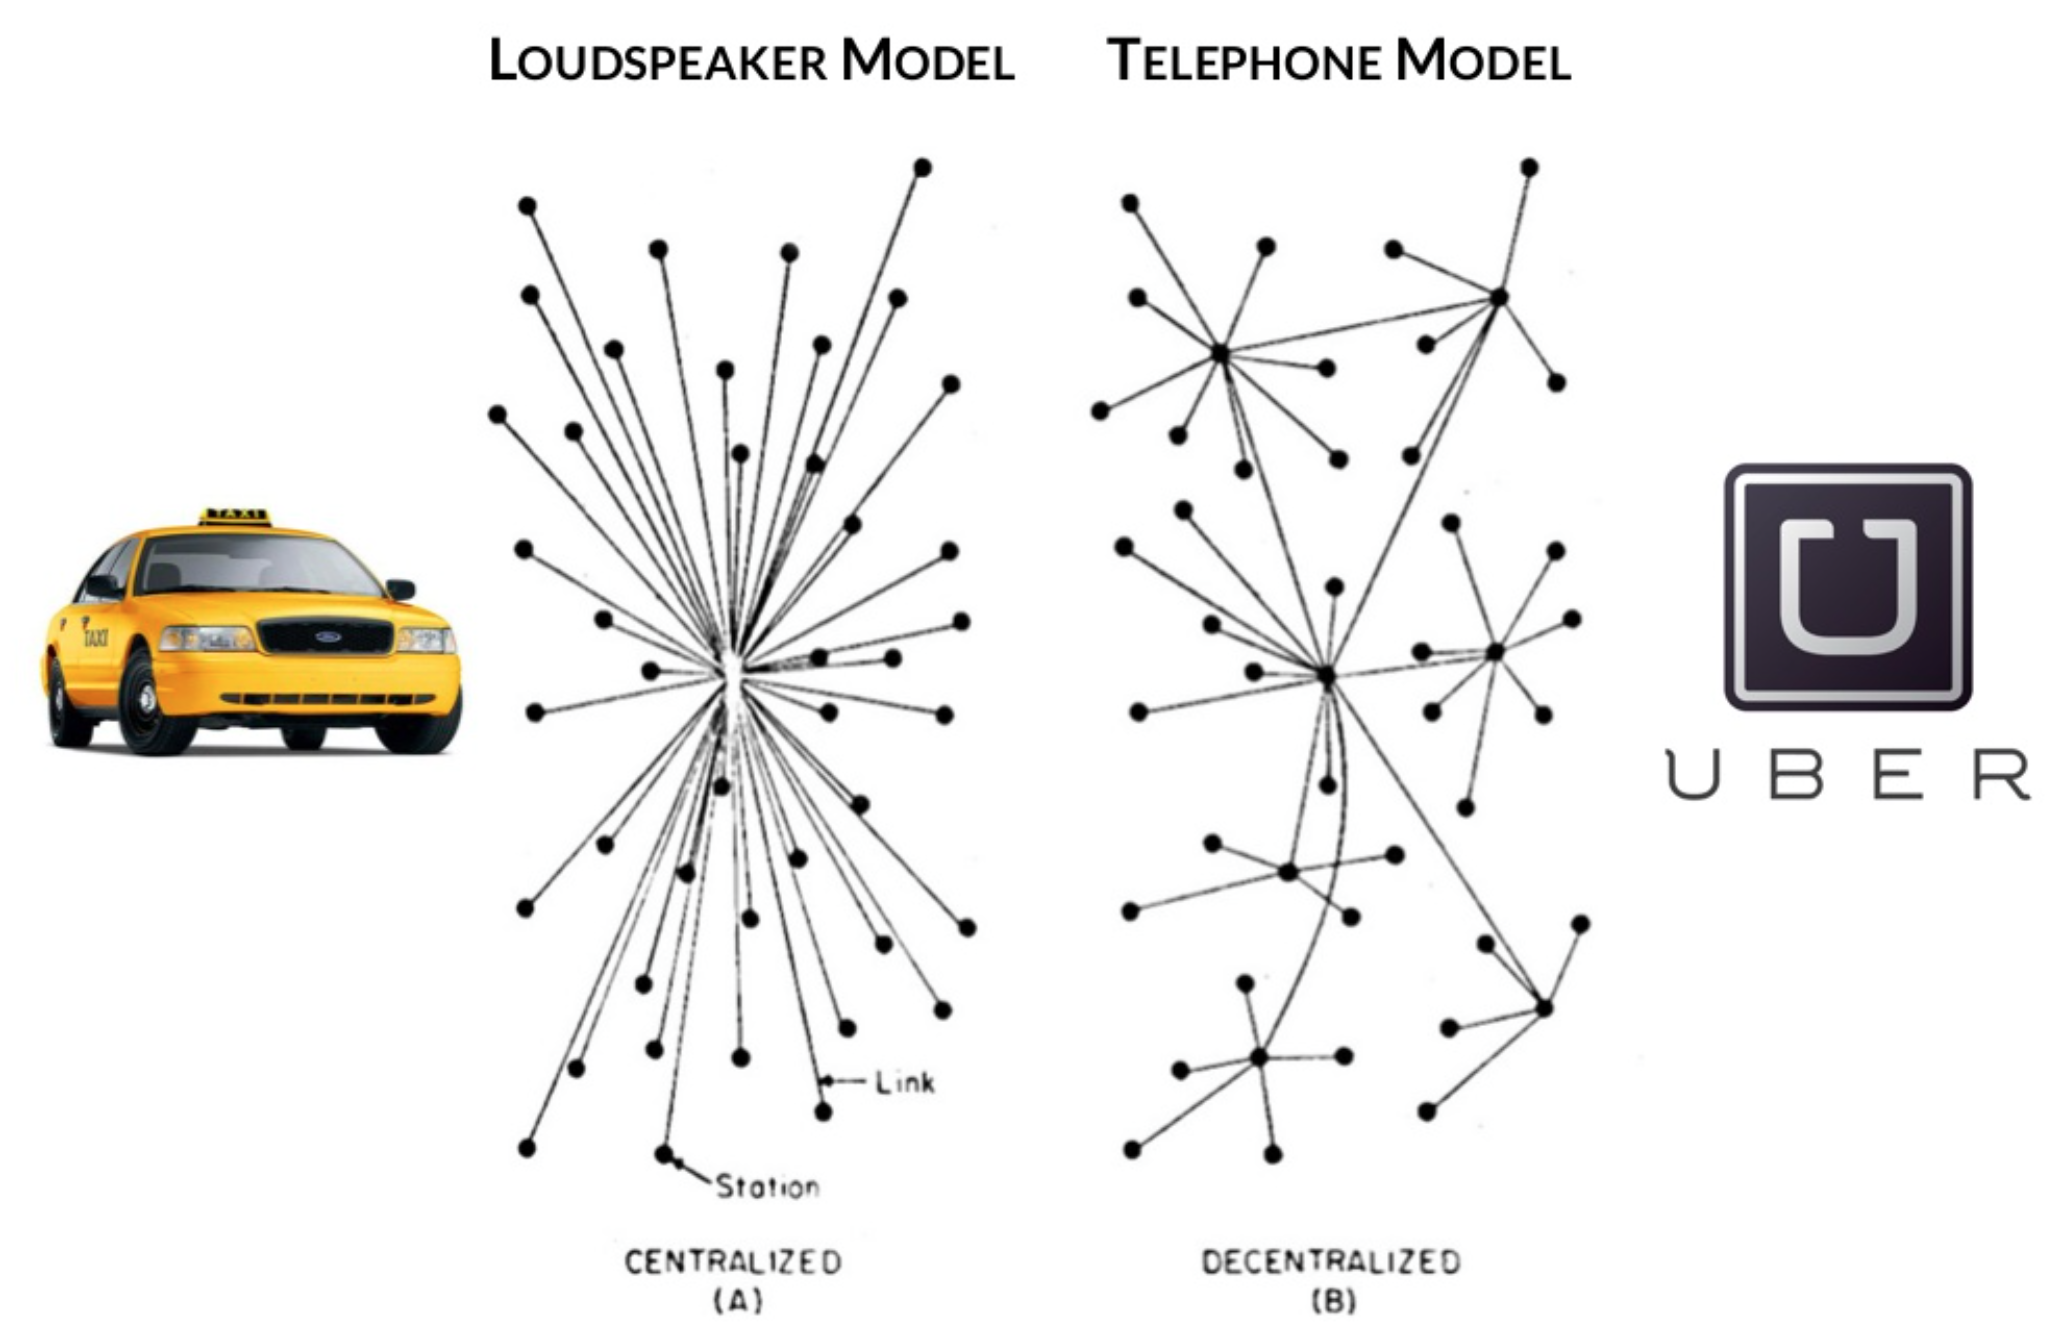 LOUDSPEAKER MODEL
TELEPHONE MODEL
TAXI
TAXI
UBER
Link
Station
CENTRALIZED
(A)
DECENTRALIZED
(B)